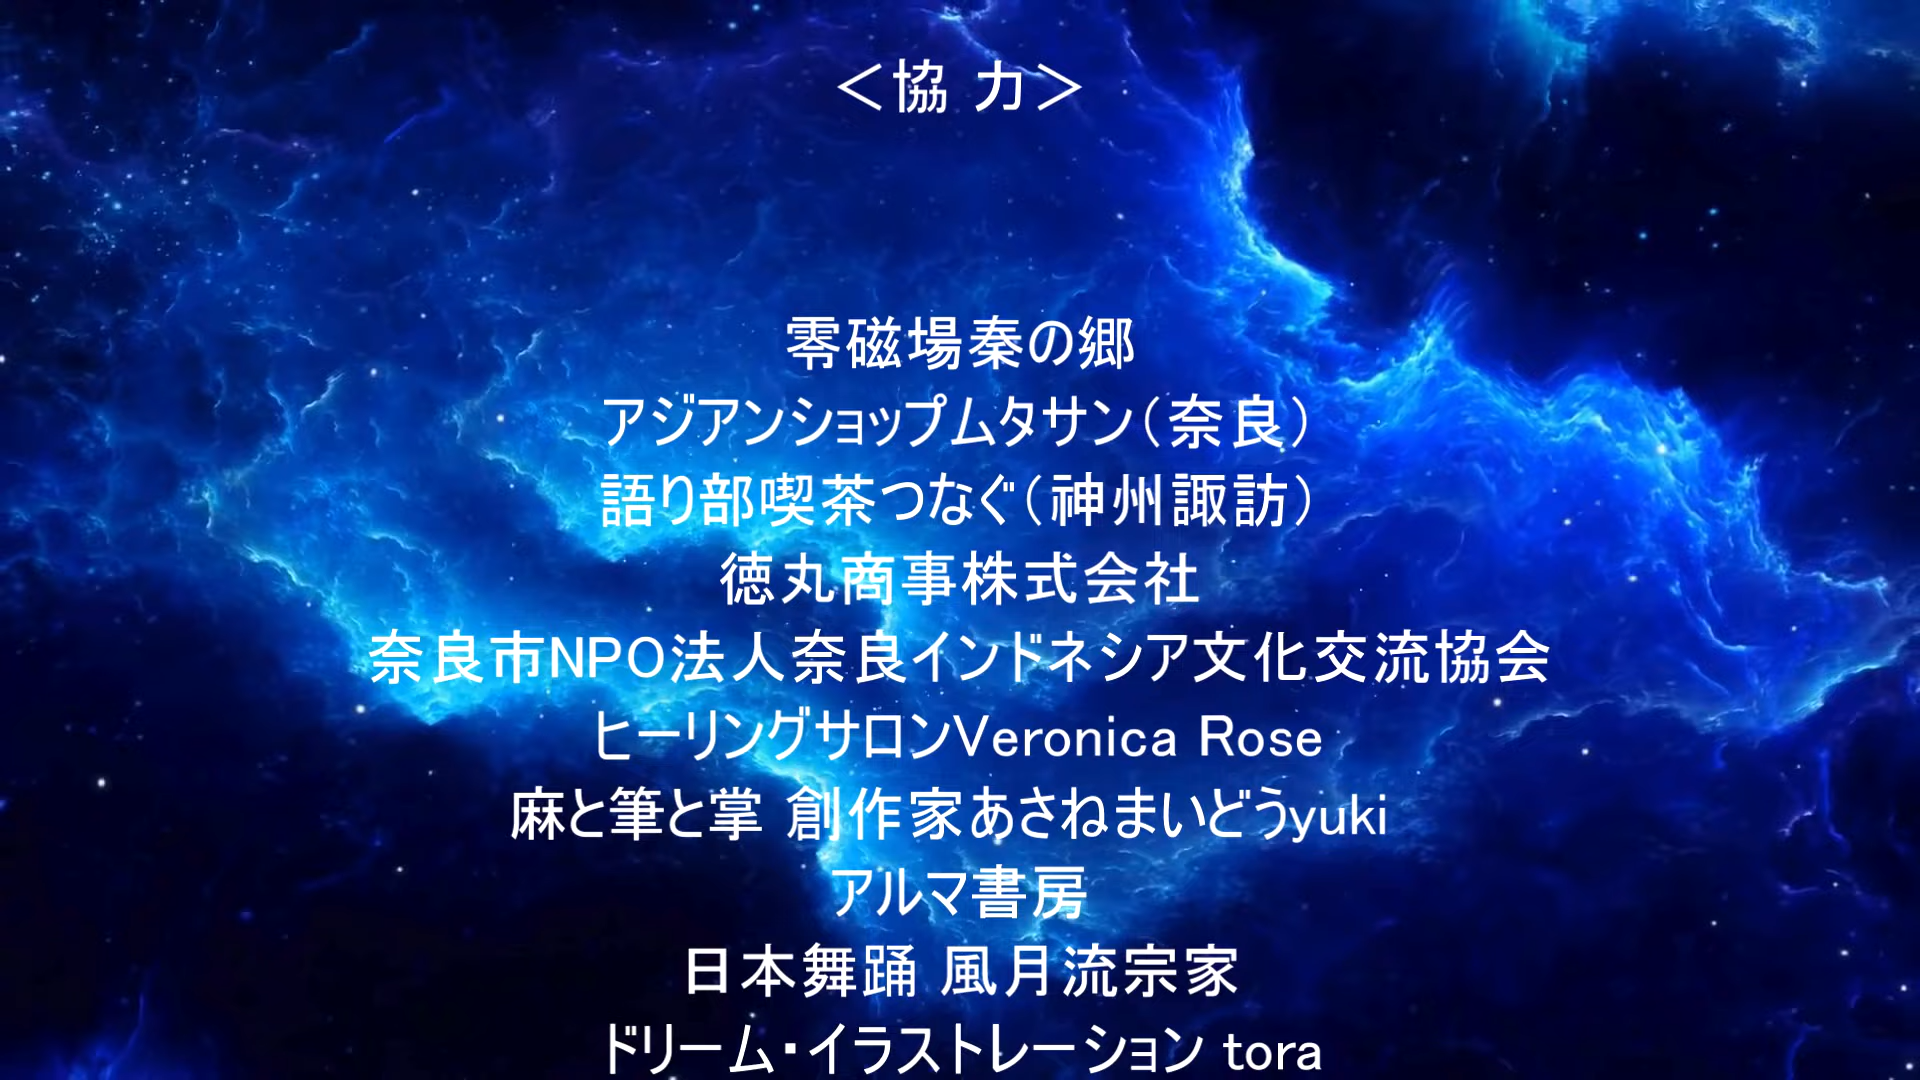 ＜協 力＞
零磁場秦の郷
アジアンショップムタサン（奈良）
語り部喫茶つなぐ（神州諏訪）
徳丸商事株式会社
奈良市NPO法人奈良インドネシア文化交流協会
ヒーリングサロンVeronica Rose
麻と筆と掌 創作家あさねまいどうyuki
アルマ書房
日本舞踊 風月流宗家
ドリーム・イラストレーション tora